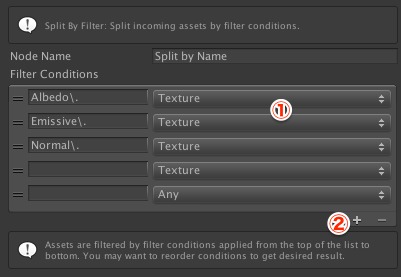 Split By Filter: Split incoming assets by filter conditions.
Node Name Split by Name
Filter Conditions
Albedo\. Texture
1
Emissive\. Texture
Normal\. Texture
Texture
Any
2 + −
Assets are filtered by filter conditions applied from the top of the list to
bottom. You may want to reorder conditions to get desired result.